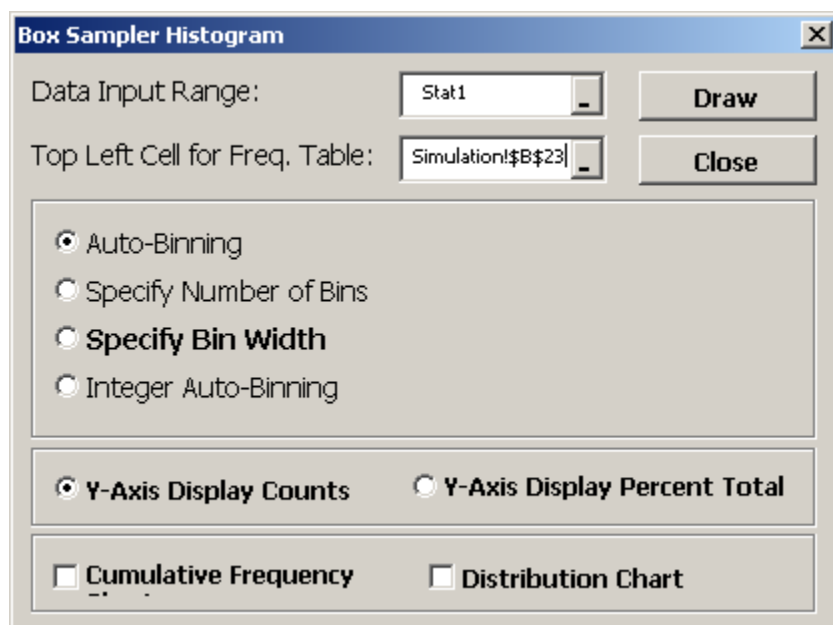 Box Sampler Histogram
Data Input Range: Stat1 Draw
Top Left Cell for Freq. Table: Simulation!$B$23 Close
Auto-Binning
Specify Number of Bins
Specify Bin Width
Integer Auto-Binning
Y-Axis Display Counts Y-Axis Display Percent Total
Cumulative Frequency Distribution Chart